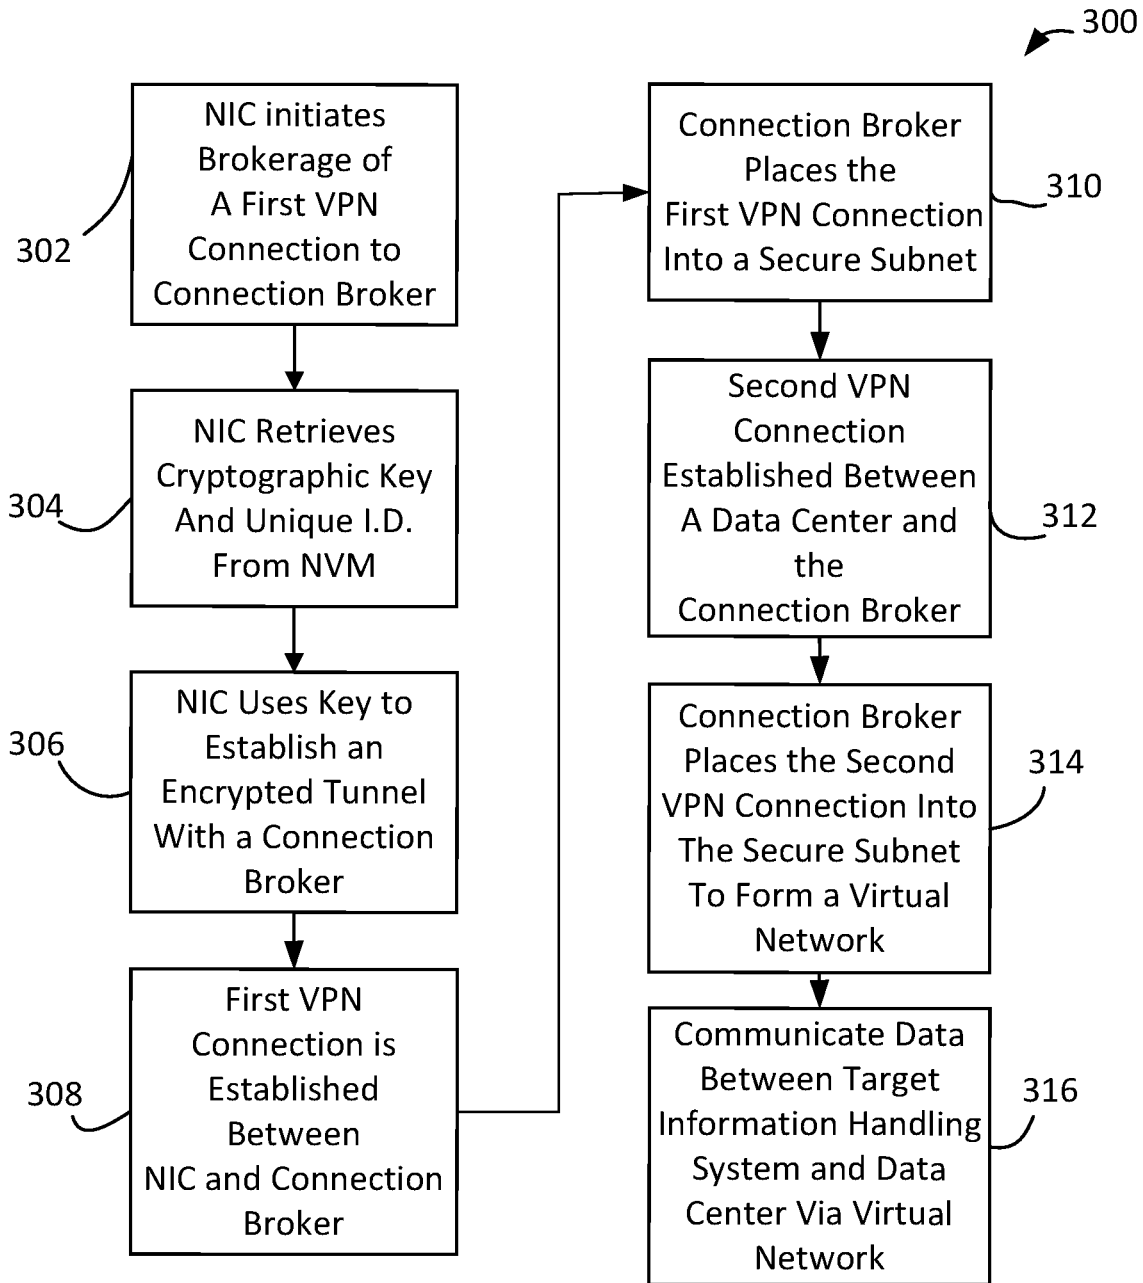 300
NIC initiates
Brokerage of
A First VPN
Connection to
Connection Broker
302
NIC Retrieves
Cryptographic Key
And Unique I.D.
From NVM
304
NIC Uses Key to
Establish an
Encrypted Tunnel
With a Connection
Broker
306
First VPN
Connection is
Established
Between
NIC and Connection
Broker
308
Connection Broker
Places the
First VPN Connection
Into a Secure Subnet
310
Second VPN
Connection
Established Between
A Data Center and
the
Connection Broker
312
Connection Broker
Places the Second
VPN Connection Into
The Secure Subnet
To Form a Virtual
Network
314
Communicate Data
Between Target
Information Handling
System and Data
Center Via Virtual
Network
316